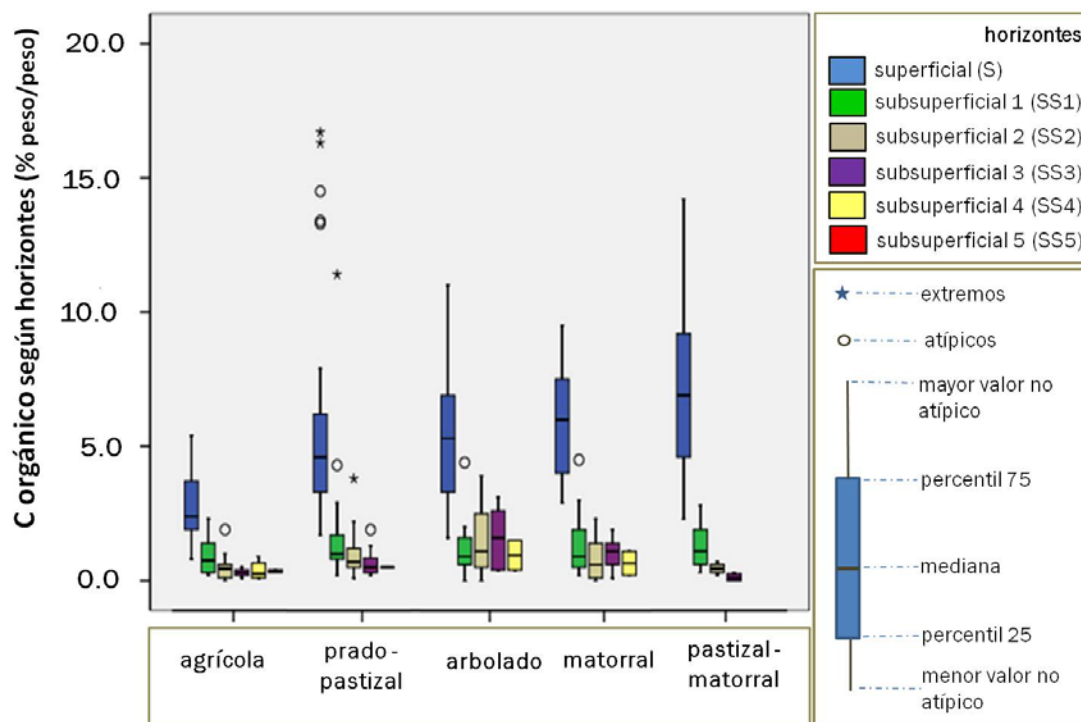 C orgánico según horizontes (% peso/peso)
20.0
15.0
10.0
5.0
0.0
agrícola
prado-
pastizal
arbolado
matorral
pastizal-
matorral
horizontes
superficial (S)
subsuperficial 1 (SS1)
subsuperficial 2 (SS2)
subsuperficial 3 (SS3)
subsuperficial 4 (SS4)
subsuperficial 5 (SS5)
extremos
atípicos
mayor valor no
atípico
percentil 75
mediana
percentil 25
menor valor no
atípico